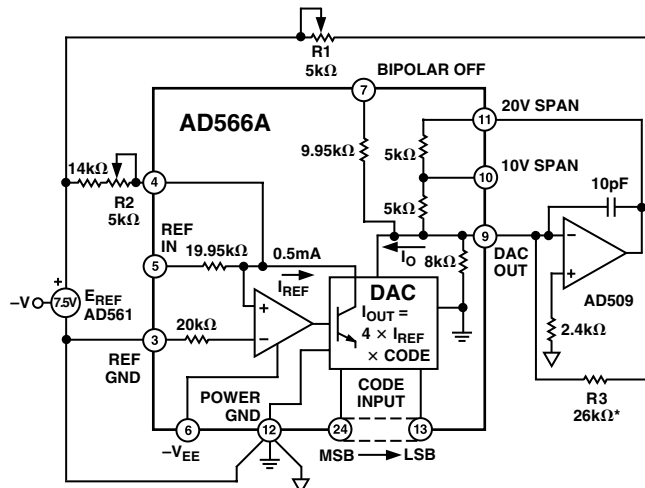 R1
5kΩ
BIPOLAR OFF
7
20V SPAN
11
AD566A
9.95kΩ
5kΩ
10V SPAN
10
14kΩ
R2
5kΩ
4
5kΩ
10pF
REF
IN
5
19.95kΩ
0.5mA
IREF
IO
8kΩ
9
DAC
OUT
AD509
2.4kΩ
–V
+
7.5V
EREF
AD561
DAC
IOUT =
4 × IREF
× CODE
+
–
–
+
3
20kΩ
REF
GND
R3
26kΩ*
POWER
GND
CODE
INPUT
6
12
24
13
–VEE
MSB
LSB